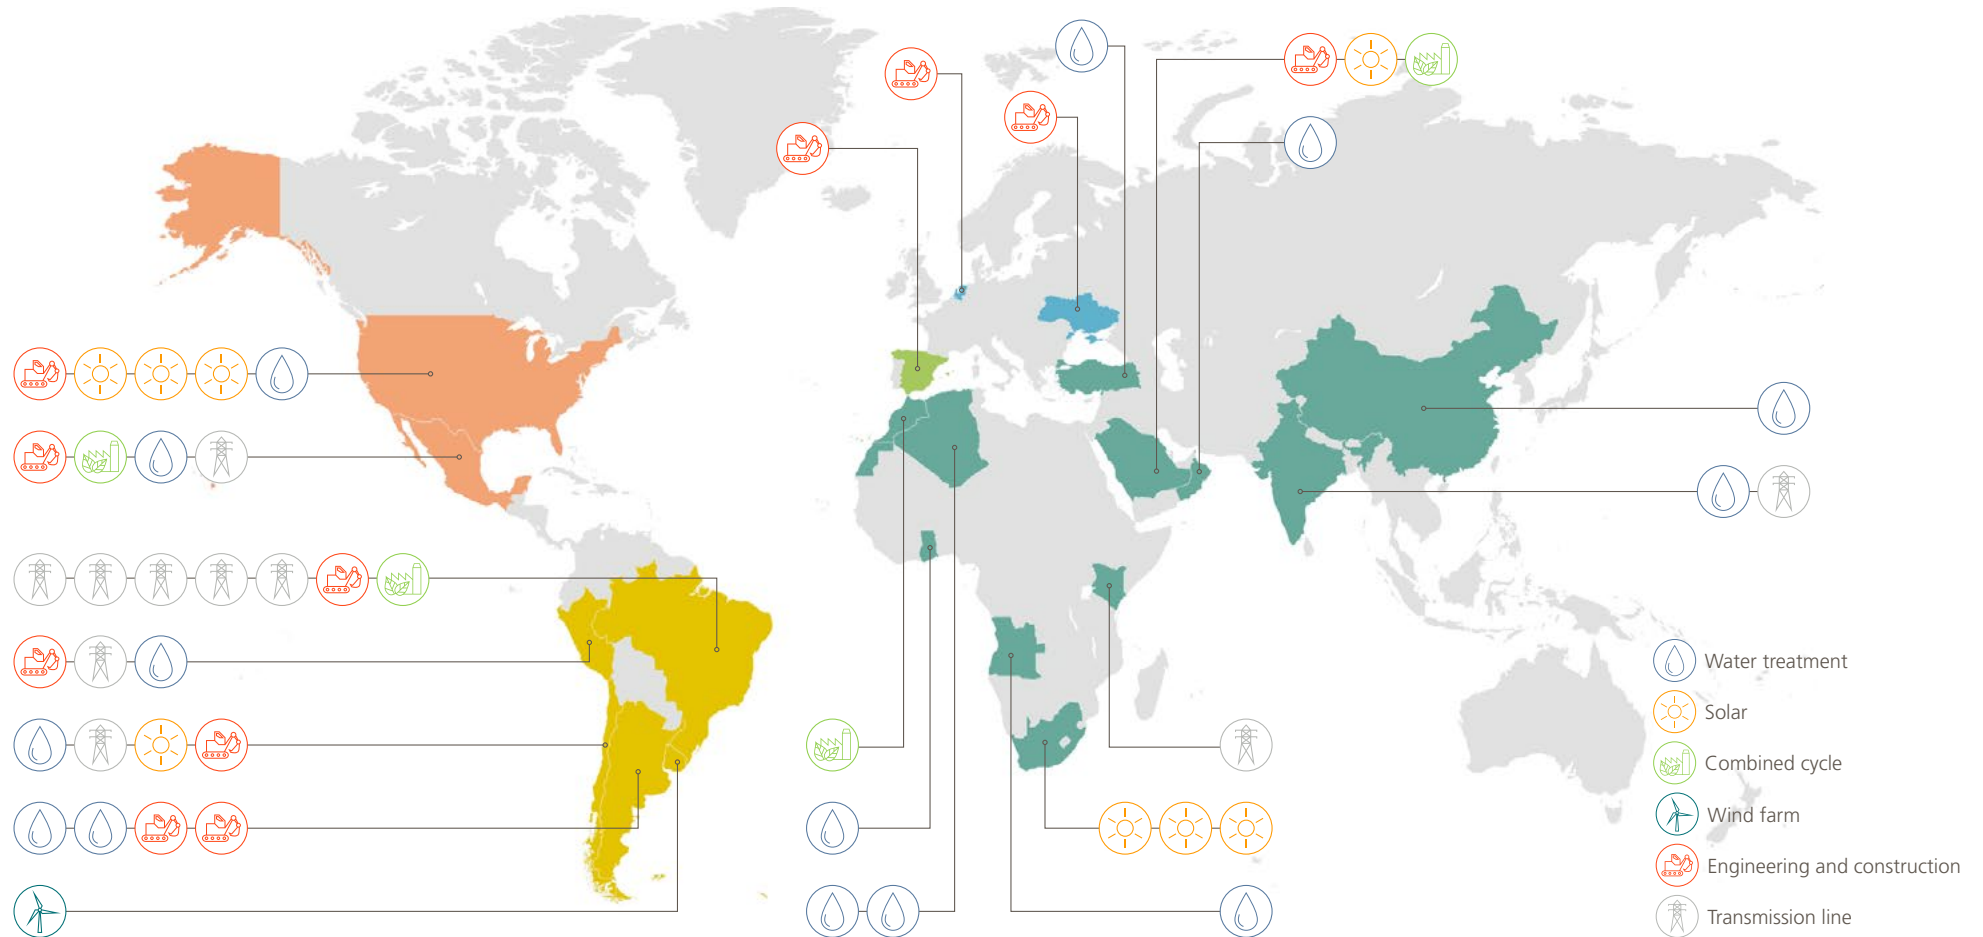 Water treatment
Solar
Combined cycle
Wind farm
Engineering and construction
Transmission line